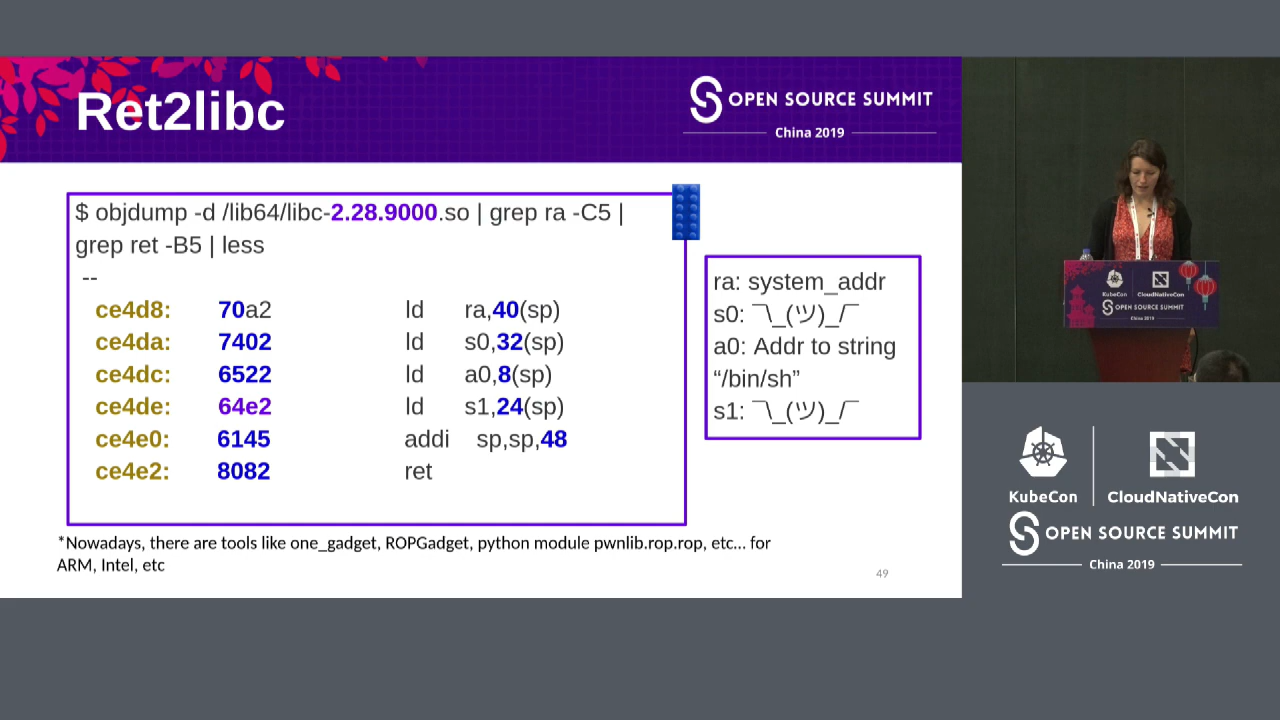 Ret2libc
OPEN SOURCE SUMMIT
China 2019
$ objdump -d /lib64/libc-2.28.9000.so | grep ra -C5 |
grep ret -B5 | less
--
ce4d8: 70a2 ld ra,40(sp)
ce4da: 7402 ld s0,32(sp)
ce4dc: 6522 ld a0,8(sp)
ce4de: 64e2 ld s1,24(sp)
ce4e0: 6145 addi sp,sp,48
ce4e2: 8082 ret
ra: system_addr
s0: ¯\_(ツ)_/¯
a0: Addr to string
“/bin/sh”
s1: ¯\_(ツ)_/¯
*Nowadays, there are tools like one_gadget, ROPGadget, python module pwnlib.rop.rop, etc... for
ARM, Intel, etc
49
KubeCon CloudNativeCon
OPEN SOURCE SUMMIT
China 2019
KubeCon CloudNativeCon
OPEN SOURCE SUMMIT
China 2019